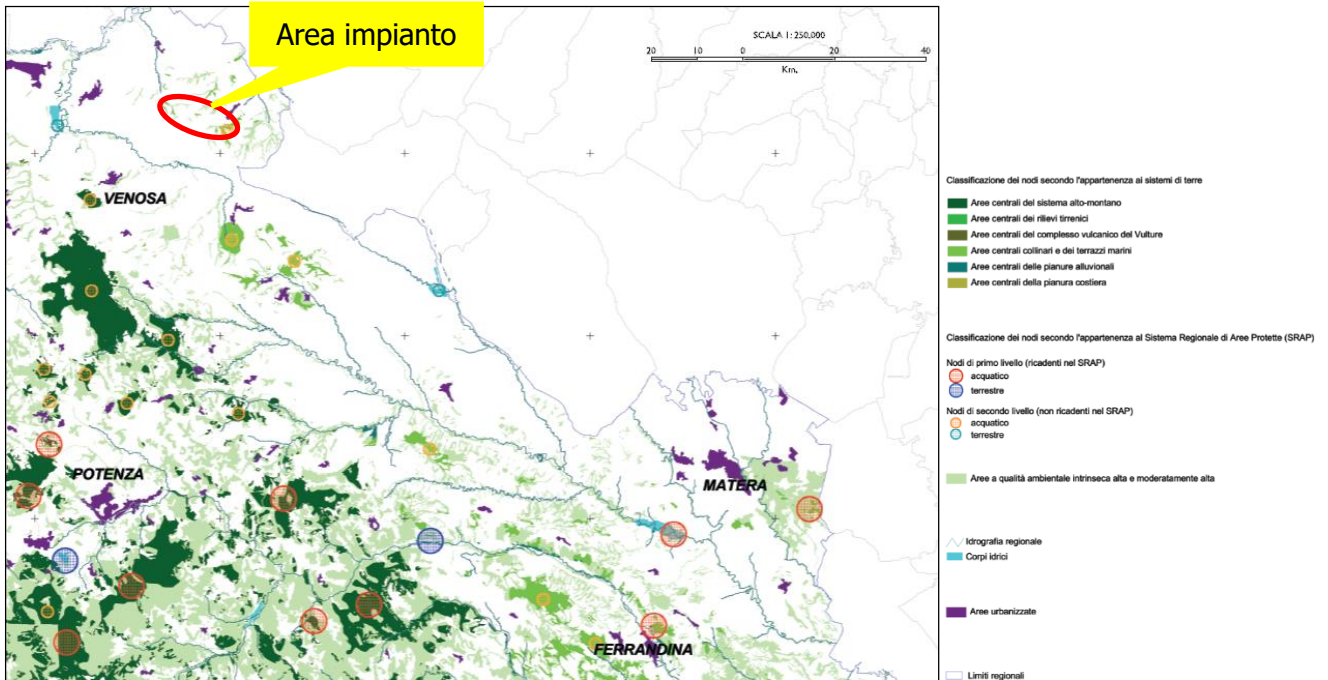 Area impianto
SCALA 1:250.000
20 10 0 20 40
Km.
VENOSA
POTENZA
MATERA
FERRANDINA
Classificazione dei nodi secondo l'appartenenza ai sistemi di terre
Aree centrali del sistema alto-montano
Aree centrali dei rilievi tirrenici
Aree centrali del complesso vulcanico del Vulture
Aree centrali collinari e dei terrazzi marini
Aree centrali delle pianure alluvionali
Aree centrali della pianura costiera
Classificazione dei nodi secondo l'appartenenza al Sistema Regionale di Aree Protette (SRAP)
Nodi di primo livello (ricadenti nel SRAP)
acquatico
terrestre
Nodi di secondo livello (non ricadenti nel SRAP)
acquatico
terrestre
Aree a qualità ambientale intrinseca alta e moderatamente alta
Idrografia regionale
Corpi idrici
Aree urbanizzate
Limiti regionali